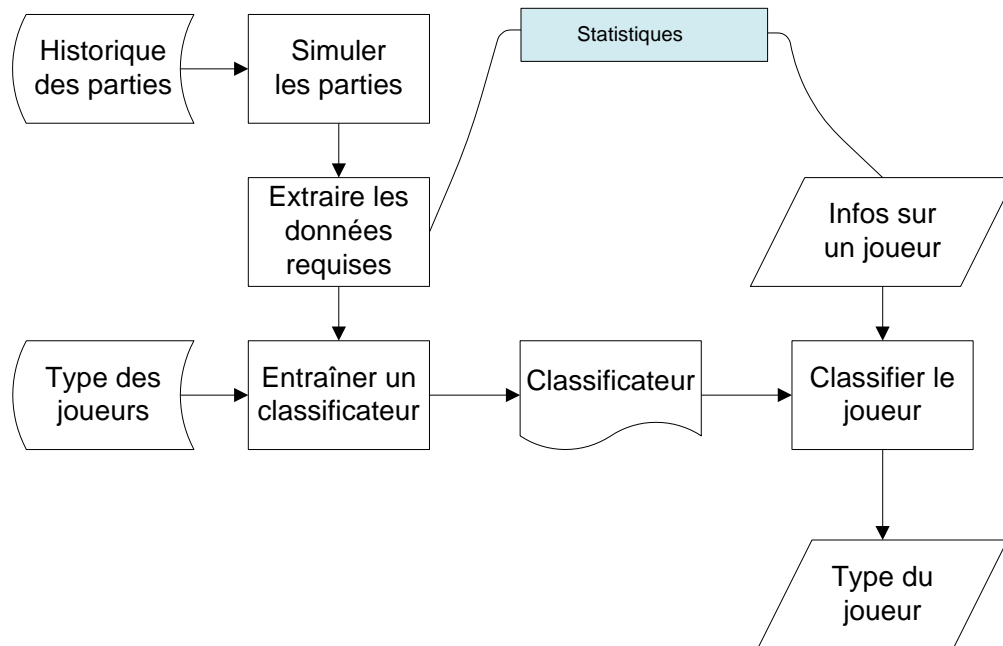 Historique
des parties
Simuler
les parties
Statistiques
Extraire les
données
requises
Infos sur
un joueur
Type des
joueurs
Entraîner un
classificateur
Classificateur
Classifier le
joueur
Type du
joueur